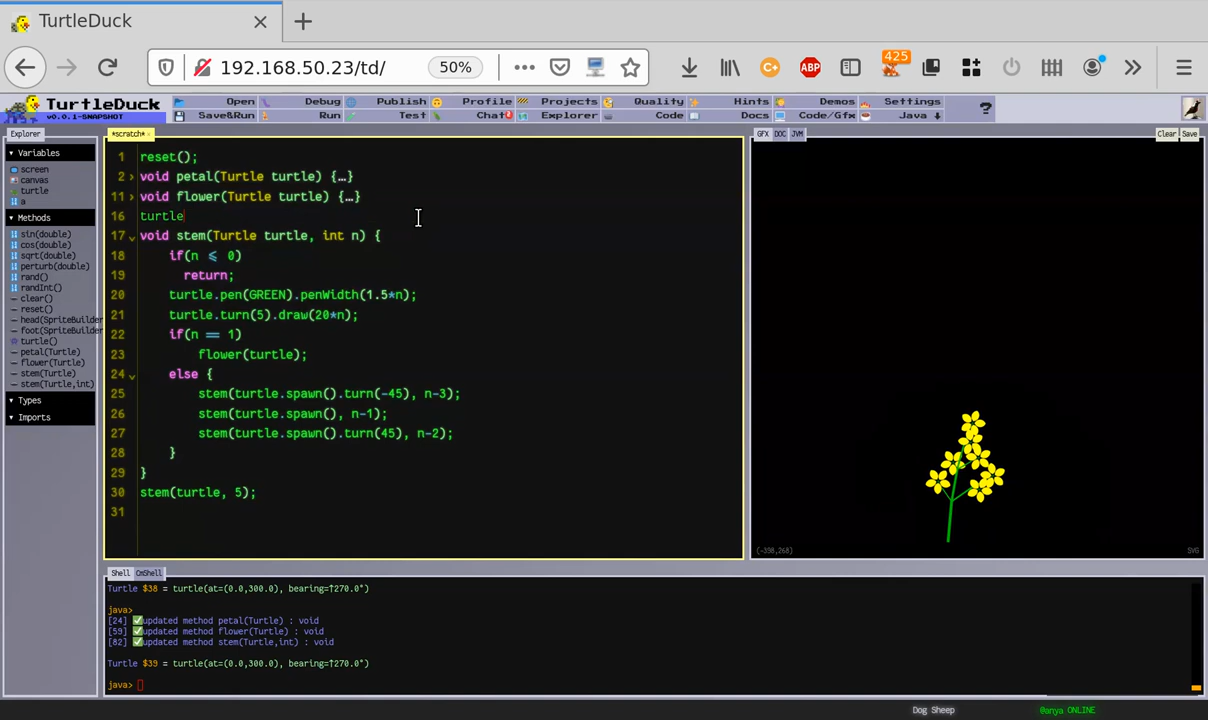 TurtleDuck
192.168.50.23/td/
50%
425
TurtleDuck
v0.0.1-SNAPSHOT
Open Debug Publish Profile Projects Quality Hints Demos Settings
Save&Run Run Test Chat Explorer Code Docs Code/Gfx Java ↓
?
Explorer
Variables
screen
canvas
turtle
a
Methods
sin(double)
cos(double)
sqrt(double)
perturb(double)
rand()
randInt()
clear()
reset()
head(SpriteBuilder
foot(SpriteBuilder
turtle()
petal(Turtle)
flower(Turtle)
stem(Turtle)
stem(Turtle,int)
Types
Imports
*scratch*
1 reset();
2 void petal(Turtle turtle) {…}
11 void flower(Turtle turtle) {…}
16 turtle
17 void stem(Turtle turtle, int n) {
18 if(n ⩽ 0)
19 return;
20 turtle.pen(GREEN).penWidth(1.5*n);
21 turtle.turn(5).draw(20*n);
22 if(n == 1)
23 flower(turtle);
24 else {
25 stem(turtle.spawn().turn(-45), n-3);
26 stem(turtle.spawn(), n-1);
27 stem(turtle.spawn().turn(45), n-2);
28 }
29 }
30 stem(turtle, 5);
31
GFX DOC JVM
Clear Save
(-398,268)
SVG
Shell CmShell
Turtle $38 = turtle(at=(0.0,300.0), bearing=↑270.0°)
java>
[24] ✅updated method petal(Turtle) : void
[59] ✅updated method flower(Turtle) : void
[82] ✅updated method stem(Turtle,int) : void
Turtle $39 = turtle(at=(0.0,300.0), bearing=↑270.0°)
java>
Dog Sheep
@anya ONLINE